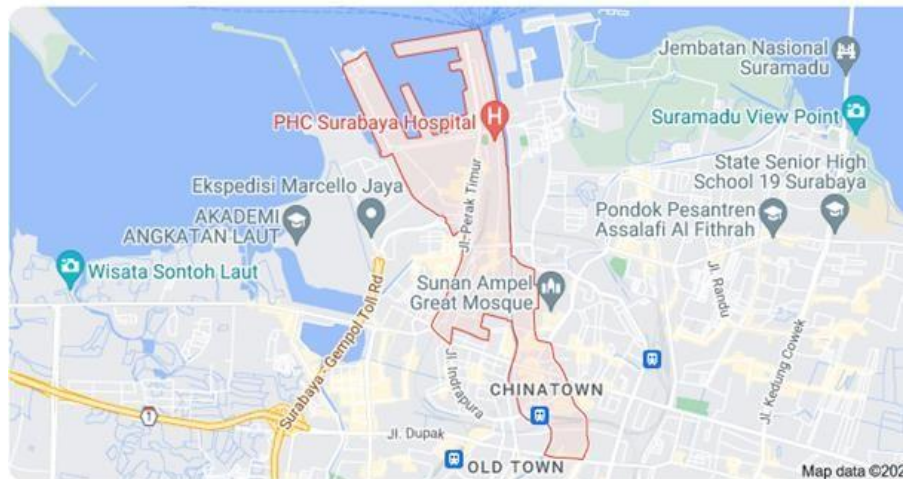 Jembatan Nasional
Suramadu
PHC Surabaya Hospital
H
Suramadu View Point
State Senior High
School 19 Surabaya
Ekspedisi Marcello Jaya
Jl-Perak Timur
AKADEMI
ANGKATAN LAUT
Pondok Pesantren
Assalafi Al Fithrah
Wisata Sontoh Laut
Sunan Ampel
Great Mosque
Jl. Randu
Surabaya - Gempol Toll Rd
Jl. Kedung Cowek
Jl. Indrapura
CHINATOWN
1
Jl. Dupak
OLD TOWN
Map data ©202